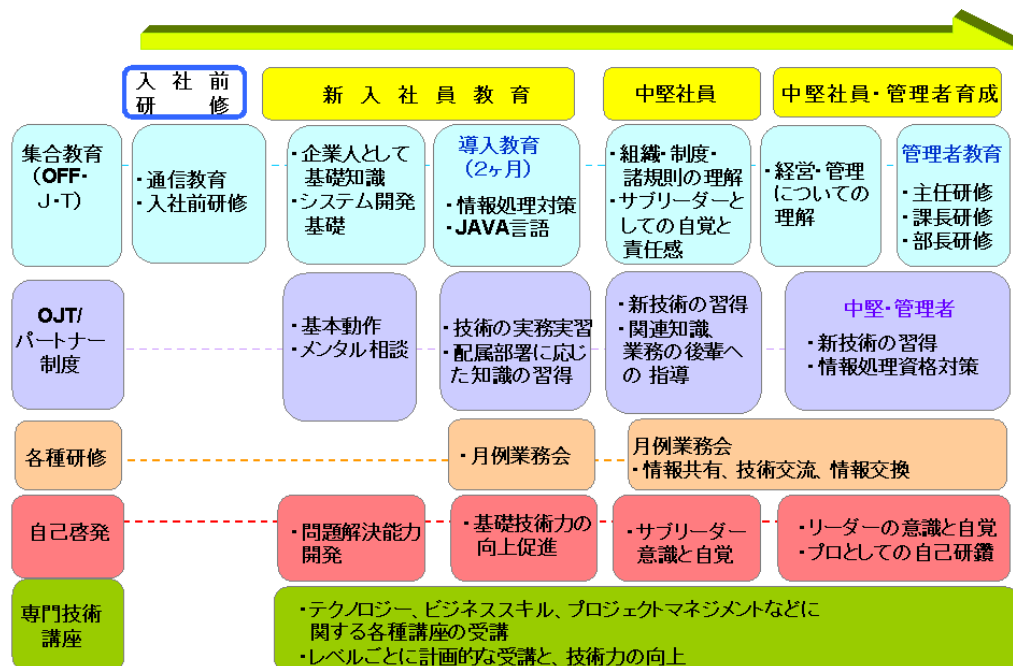 入 社 前
研 修
新 入 社 員 教 育
中堅社員
中堅社員・管理者育成
集合教育
(OFF-
J・T)
・通信教育
・入社前研修
・企業人として
基礎知識
・システム開発
基礎
導入教育
(2ヶ月)
・情報処理対策
・JAVA言語
・組織・制度・
諸規則の理解
・サブリーダーと
しての自覚と
責任感
・経営・管理
についての
理解
管理者教育
・主任研修
・課長研修
・部長研修
OJT/
パートナー
制度
・基本動作
・メンタル相談
・技術の実務実習
・配属部署に応じ
た知識の習得
・新技術の習得
・関連知識、
業務の後輩へ
の 指導
中堅・管理者
・新技術の習得
・情報処理資格対策
各種研修
・月例業務会
月例業務会
・情報共有、技術交流、情報交換
自己啓発
・問題解決能力
開発
・基礎技術力の
向上促進
・サブリーダー
意識と自覚
・リーダーの意識と自覚
・プロとしての自己研鑽
専門技術
講座
・テクノロジー、ビジネススキル、プロジェクトマネジメントなどに
関する各種講座の受講
・レベルごとに計画的な受講と、技術力の向上